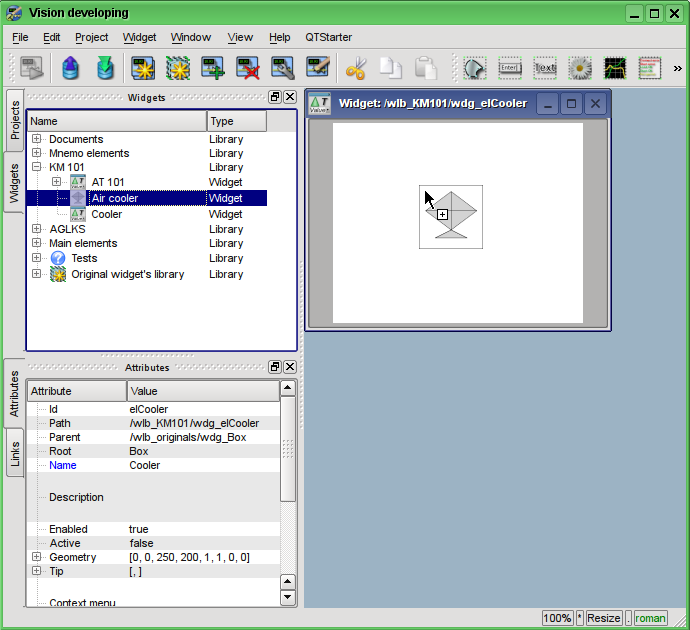 Vision developing
File Edit Project Widget Window View Help QTStarter
Enter
Text
»
Projects
Widgets
Widgets
Name Type
Documents Library
Mnemo elements Library
KM 101 Library
AT 101 Widget
Air cooler Widget
Cooler Widget
AGLKS Library
Main elements Library
Tests Library
Original widget's library Library
Widget: /wlb_KM101/wdg_elCooler
Attributes
Links
Attributes
Attribute Value
Id elCooler
Path /wlb_KM101/wdg_elCooler
Parent /wlb_originals/wdg_Box
Root Box
Name Cooler
Description
Enabled true
Active false
Geometry [0, 0, 250, 200, 1, 1, 0, 0]
Tip [, ]
Context menu
100% * Resize . roman